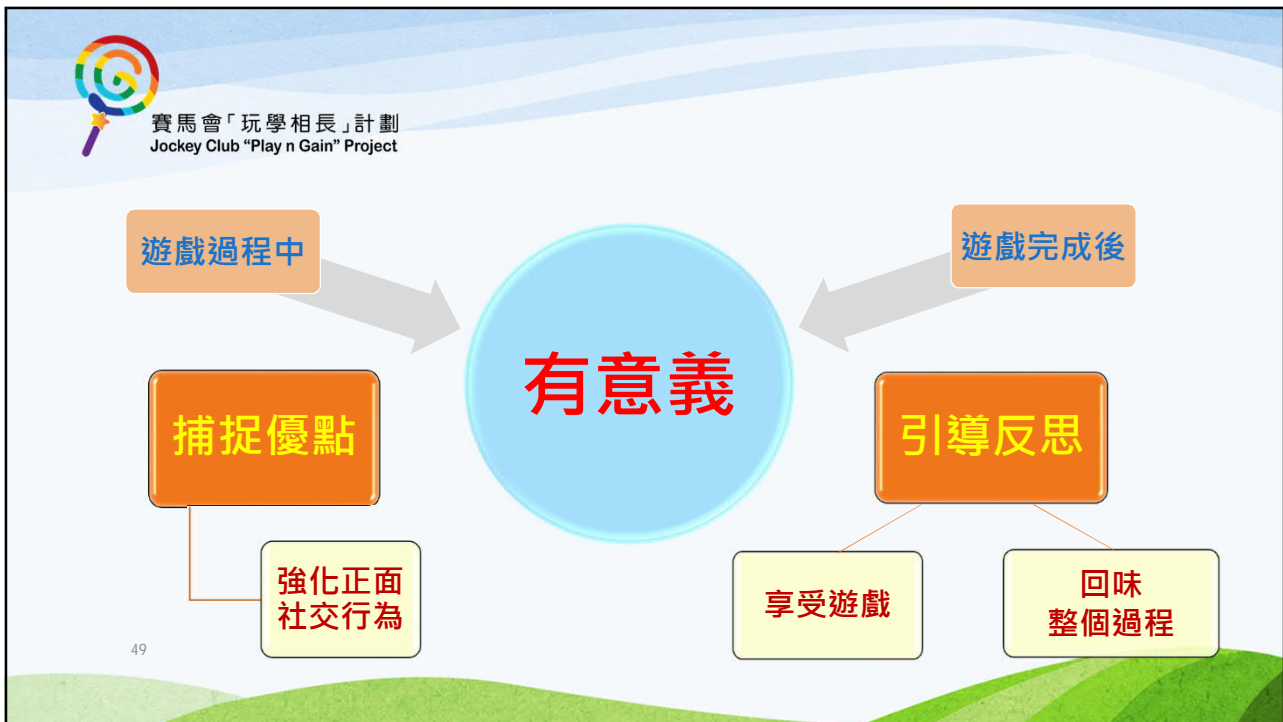 賽馬會「玩學相長」計劃
Jockey Club “Play n Gain” Project
遊戲過程中
遊戲完成後
有意義
捕捉優點
引導反思
強化正面
社交行為
享受遊戲
回味
整個過程
49